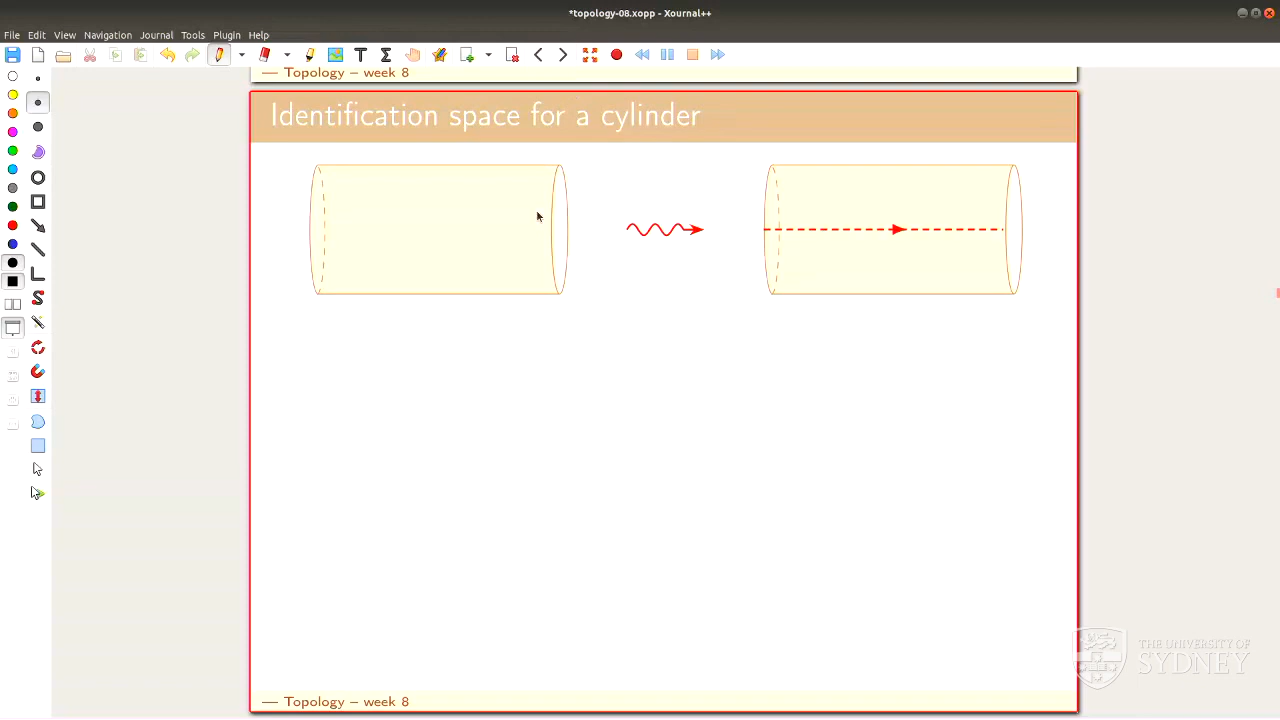 *topology-08.xopp - Xournal++
File Edit View Navigation Journal Tools Plugin Help
— Topology – week 8
Identification space for a cylinder
THE UNIVERSITY OF
SYDNEY
— Topology – week 8